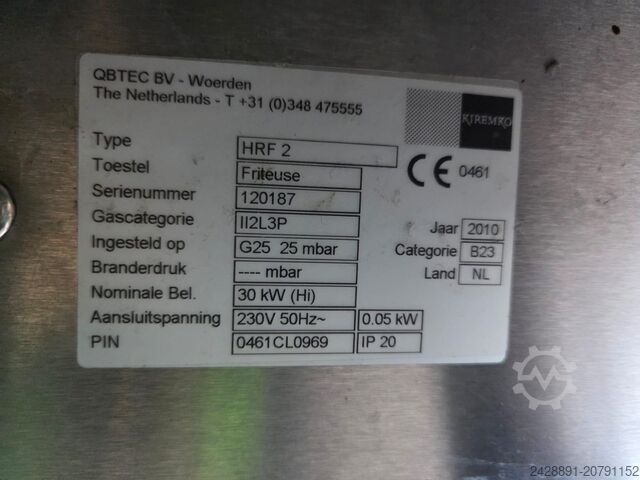 QBTEC BV - Woerden
The Netherlands - T +31 (0)348 475555
KIREMKO
CE 0461
Type HRF 2
Toestel Friteuse
Serienummer 120187
Gascategorie II2L3P
Ingesteld op G25 25 mbar
Branderdruk ---- mbar
Nominale Bel. 30 kW (Hi)
Aansluitspanning 230V 50Hz~ 0.05 kW
PIN 0461CL0969 IP 20
Jaar 2010
Categorie B23
Land NL
2428891-20791152